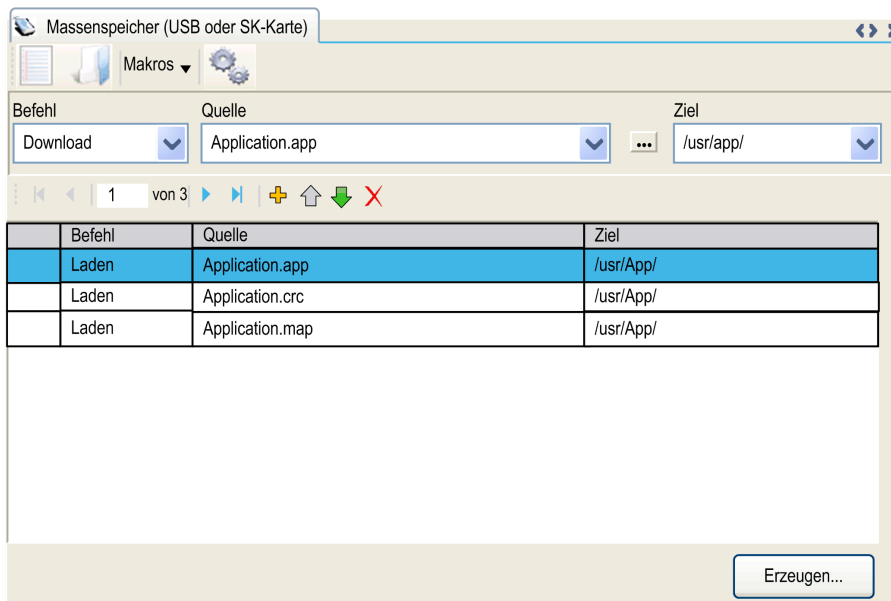 Massenspeicher (USB oder SK-Karte)
Makros
Befehl Quelle Ziel
Download Application.app ... /usr/app/
1 von 3
Befehl Quelle Ziel
Laden Application.app /usr/App/
Laden Application.crc /usr/App/
Laden Application.map /usr/App/
Erzeugen...